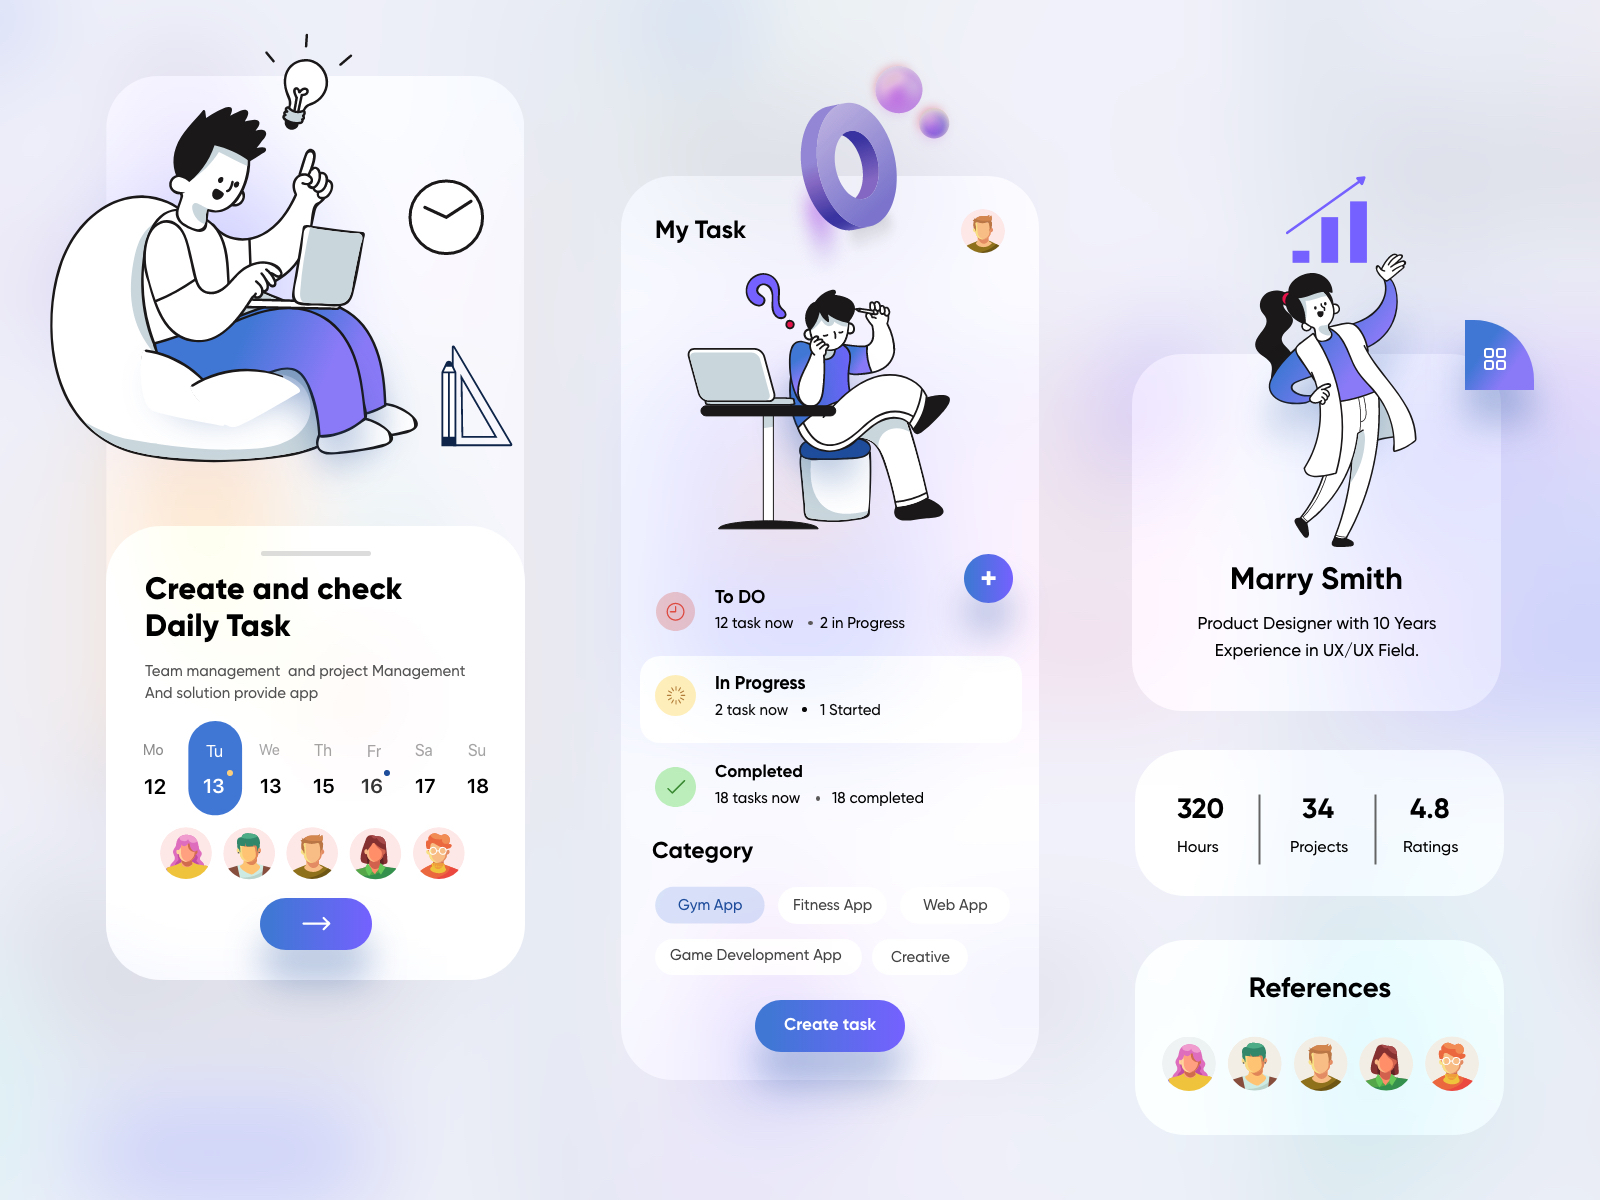 Create and check
Daily Task
Team management  and project Management
And solution provide app
Mo Tu We Th Fr Sa Su
12 13 13 15 16 17 18
My Task
To DO
12 task now • 2 in Progress
In Progress
2 task now • 1 Started
Completed
18 tasks now • 18 completed
Category
Gym App Fitness App Web App
Game Development App Creative
Create task
Marry Smith
Product Designer with 10 Years
Experience in UX/UX Field.
320 34 4.8
Hours Projects Ratings
References